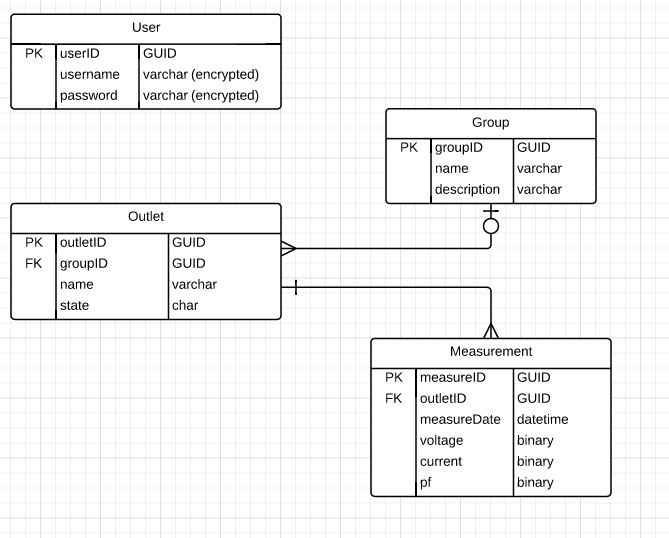 User
PK userID GUID
username varchar (encrypted)
password varchar (encrypted)
Group
PK groupID GUID
name varchar
description varchar
Outlet
PK outletID GUID
FK groupID GUID
name varchar
state char
Measurement
PK measureID GUID
FK outletID GUID
measureDate datetime
voltage binary
current binary
pf binary